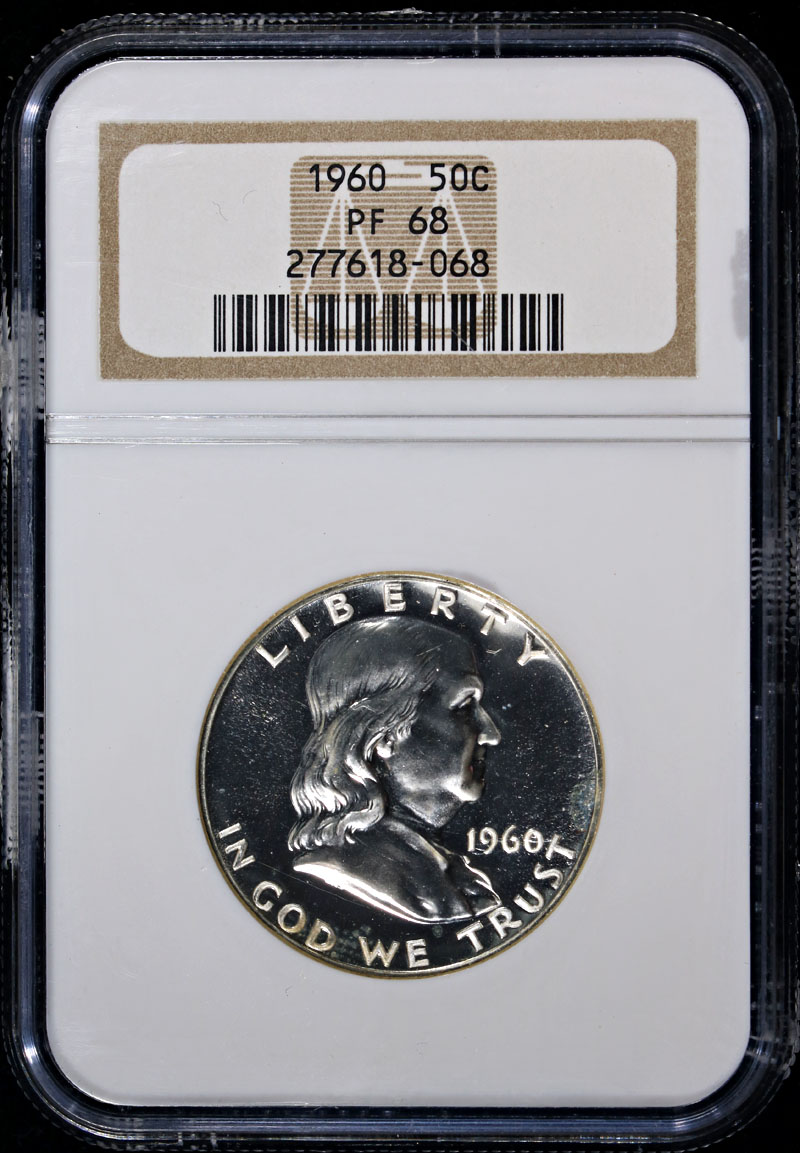 1960 50C
PF 68
277618-068
LIBERTY
1960
IN GOD WE TRUST